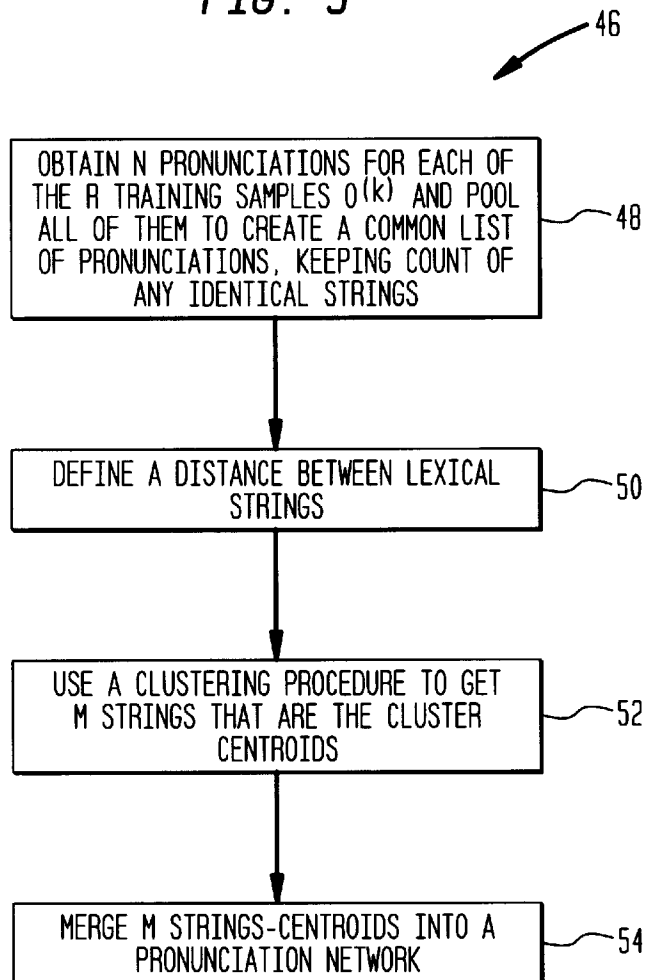 FIG. 5
46
OBTAIN N PRONUNCIATIONS FOR EACH OF
THE R TRAINING SAMPLES O(k) AND POOL
ALL OF THEM TO CREATE A COMMON LIST
OF PRONUNCIATIONS, KEEPING COUNT OF
ANY IDENTICAL STRINGS
48
DEFINE A DISTANCE BETWEEN LEXICAL
STRINGS
50
USE A CLUSTERING PROCEDURE TO GET
M STRINGS THAT ARE THE CLUSTER
CENTROIDS
52
MERGE M STRINGS-CENTROIDS INTO A
PRONUNCIATION NETWORK
54